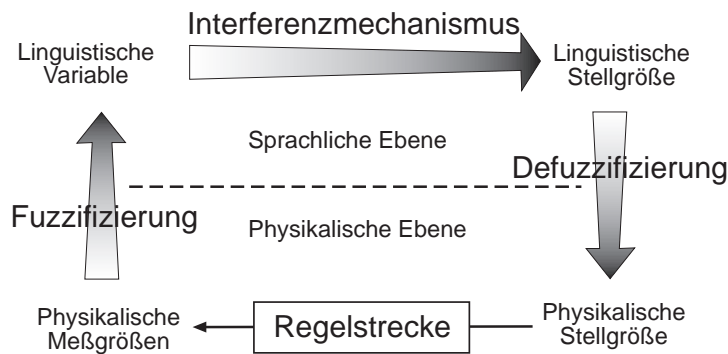 Interferenzmechanismus
Linguistische
Variable
Linguistische
Stellgröße
Sprachliche Ebene
Defuzzifizierung
Fuzzifizierung
Physikalische Ebene
Physikalische
Meßgrößen
Regelstrecke
Physikalische
Stellgröße